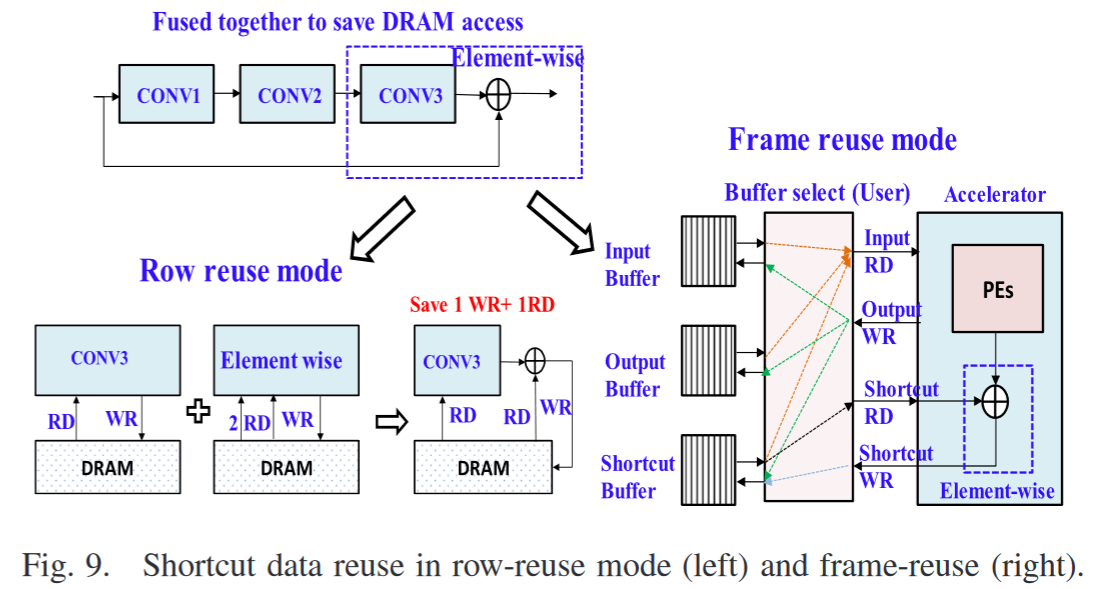 Fused together to save DRAM access
Element-wise
CONV1
CONV2
CONV3
Frame reuse mode
Buffer select (User)
Accelerator
Input
Buffer
Input
RD
PEs
Output
WR
Output
Buffer
Shortcut
RD
Shortcut
Buffer
Shortcut
WR
Element-wise
Row reuse mode
Save 1 WR+ 1RD
CONV3
RD
WR
DRAM
Element wise
2 RD
WR
DRAM
CONV3
RD
RD
WR
DRAM
Fig. 9. Shortcut data reuse in row-reuse mode (left) and frame-reuse (right).